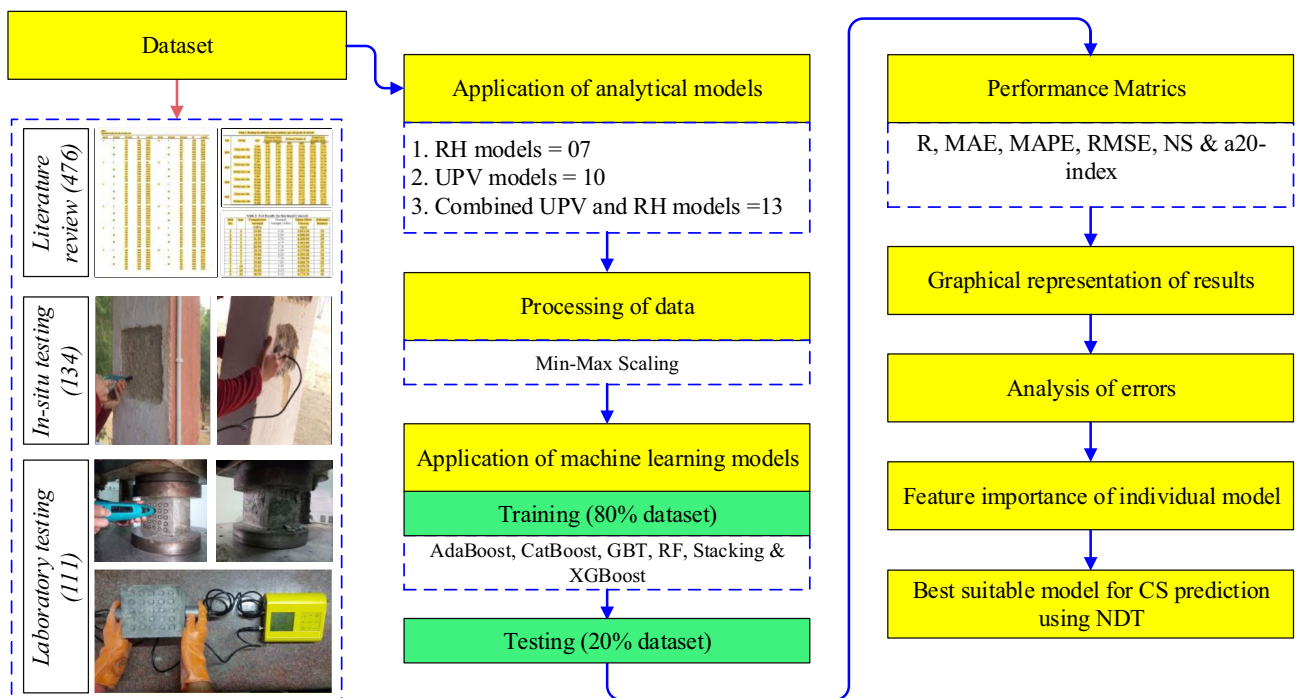 Dataset
Literature
review (476)
In-situ testing
(134)
Laboratory testing
(111)
Application of analytical models
1. RH models = 07
2. UPV models = 10
3. Combined UPV and RH models =13
Processing of data
Min-Max Scaling
Application of machine learning models
Training (80% dataset)
AdaBoost, CatBoost, GBT, RF, Stacking &
XGBoost
Testing (20% dataset)
Performance Metrics
R, MAE, MAPE, RMSE, NS & a20-
index
Graphical representation of results
Analysis of errors
Feature importance of individual model
Best suitable model for CS prediction
using NDT